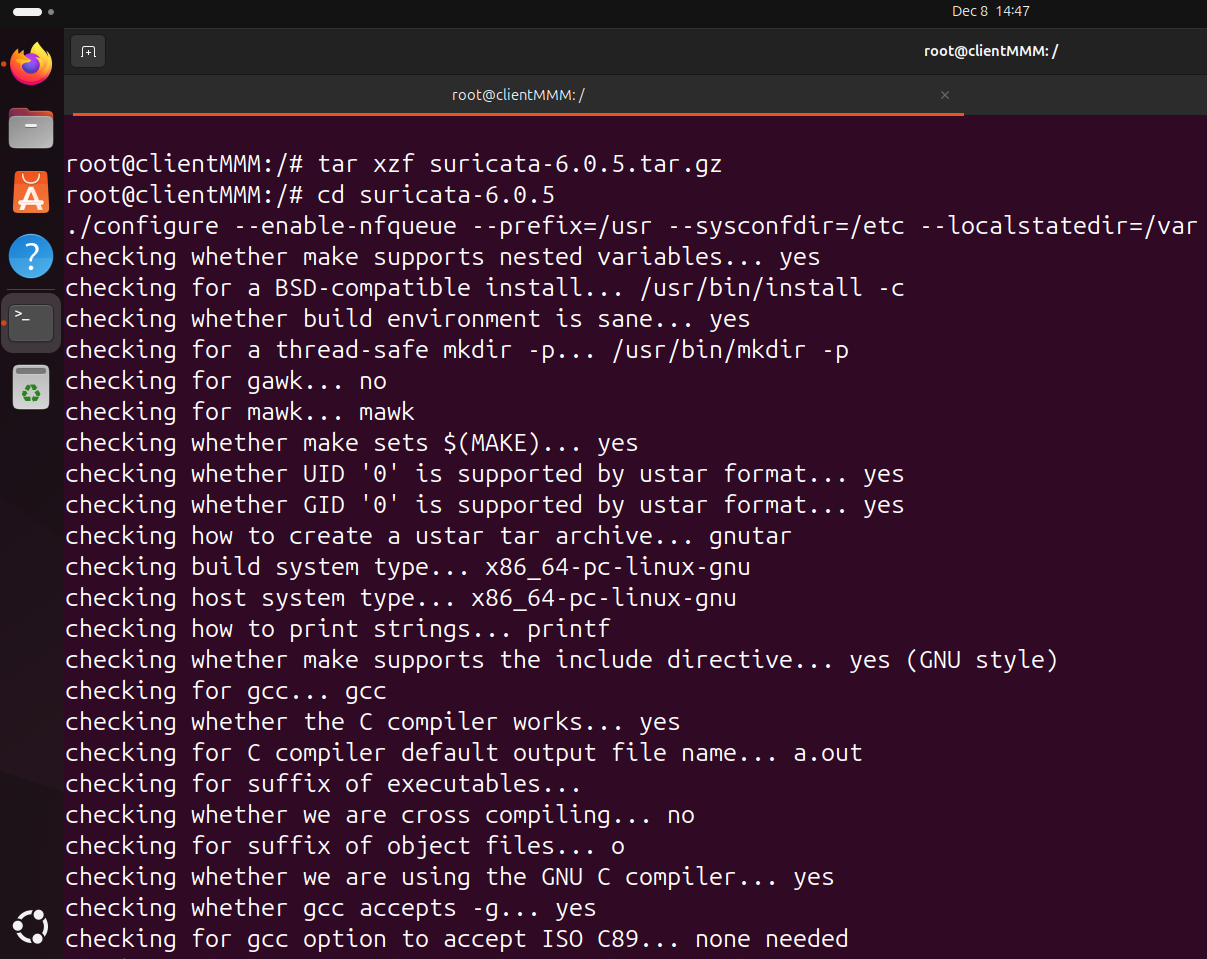 Dec 8 14:47
root@clientMMM: /
root@clientMMM: /
root@clientMMM:/# tar xzf suricata-6.0.5.tar.gz
root@clientMMM:/# cd suricata-6.0.5
./configure --enable-nfqueue --prefix=/usr --sysconfdir=/etc --localstatedir=/var
checking whether make supports nested variables... yes
checking for a BSD-compatible install... /usr/bin/install -c
checking whether build environment is sane... yes
checking for a thread-safe mkdir -p... /usr/bin/mkdir -p
checking for gawk... no
checking for mawk... mawk
checking whether make sets $(MAKE)... yes
checking whether UID '0' is supported by ustar format... yes
checking whether GID '0' is supported by ustar format... yes
checking how to create a ustar tar archive... gnutar
checking build system type... x86_64-pc-linux-gnu
checking host system type... x86_64-pc-linux-gnu
checking how to print strings... printf
checking whether make supports the include directive... yes (GNU style)
checking for gcc... gcc
checking whether the C compiler works... yes
checking for C compiler default output file name... a.out
checking for suffix of executables...
checking whether we are cross compiling... no
checking for suffix of object files... o
checking whether we are using the GNU C compiler... yes
checking whether gcc accepts -g... yes
checking for gcc option to accept ISO C89... none needed